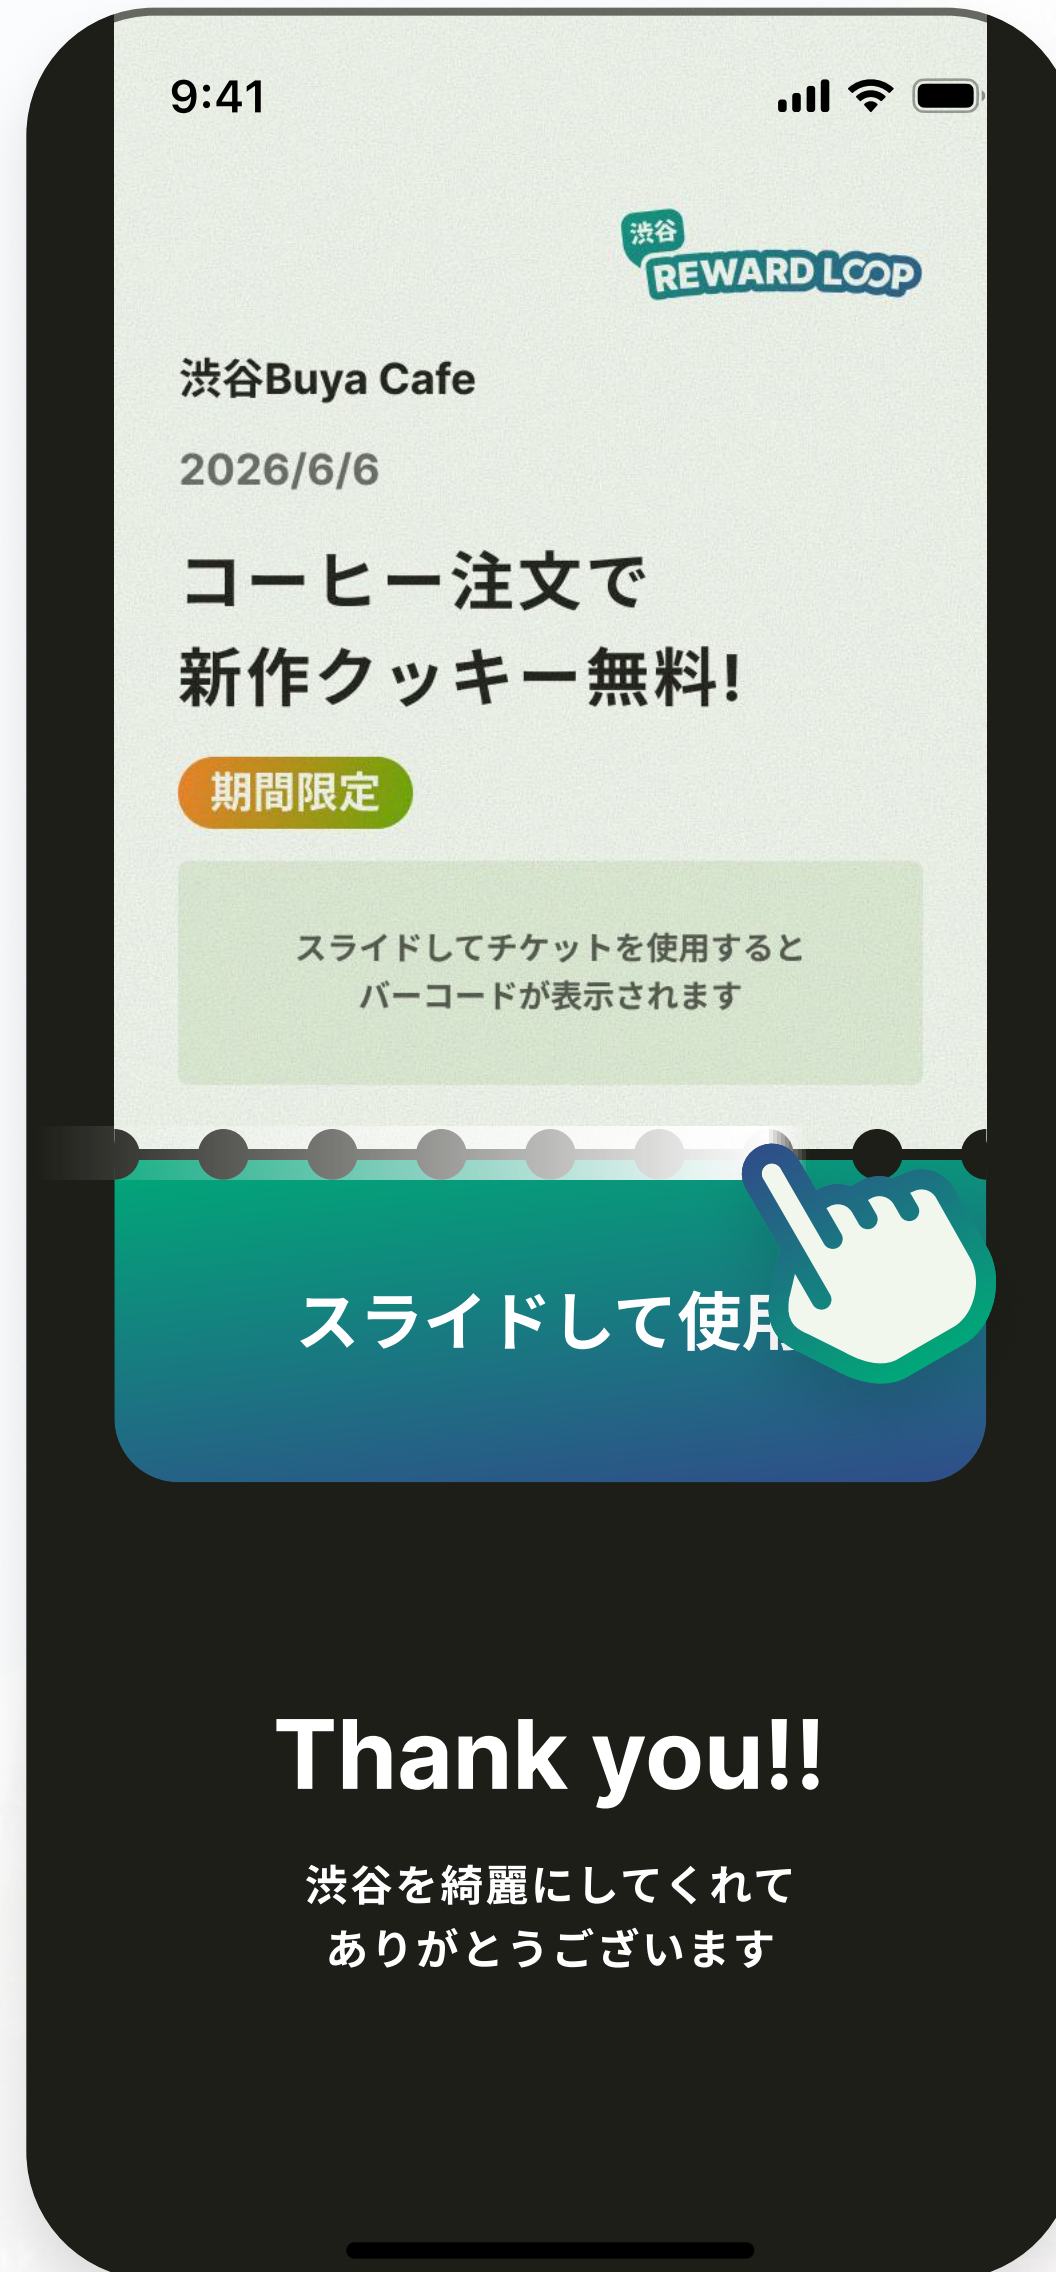 9:41
渋谷
REWARD LOOP
渋谷Buya Cafe
2026/6/6
コーヒー注文で
新作クッキー無料!
期間限定
スライドしてチケットを使用すると
バーコードが表示されます
スライドして使用
Thank you!!
渋谷を綺麗にしてくれて
ありがとうございます